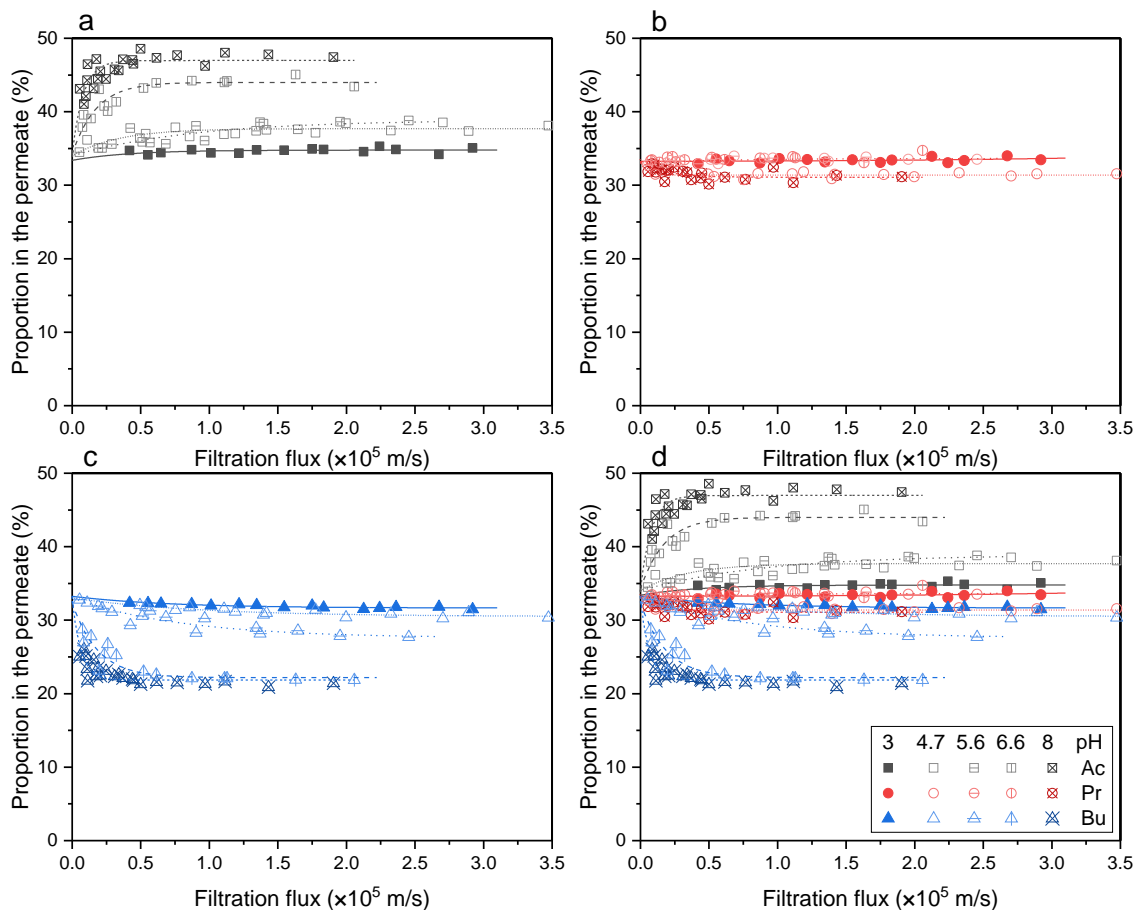 a
50
40
30
20
10
0
Proportion in the permeate (%)
0.0 0.5 1.0 1.5 2.0 2.5 3.0 3.5
Filtration flux (×10⁵ m/s)
b
50
40
30
20
10
0
Proportion in the permeate (%)
0.0 0.5 1.0 1.5 2.0 2.5 3.0 3.5
Filtration flux (×10⁵ m/s)
c
50
40
30
20
10
0
Proportion in the permeate (%)
0.0 0.5 1.0 1.5 2.0 2.5 3.0 3.5
Filtration flux (×10⁵ m/s)
d
50
40
30
20
10
0
Proportion in the permeate (%)
3 4.7 5.6 6.6 8 pH
Ac
Pr
Bu
0.0 0.5 1.0 1.5 2.0 2.5 3.0 3.5
Filtration flux (×10⁵ m/s)